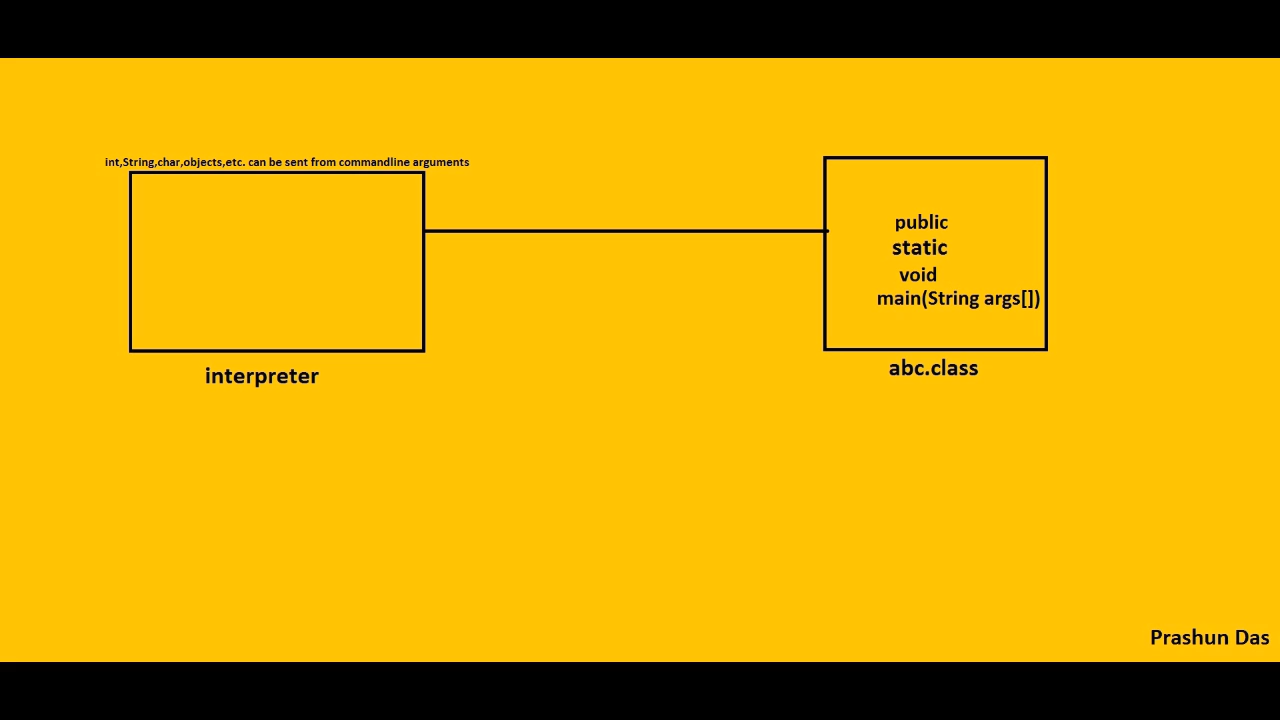 int,String,char,objects,etc. can be sent from commandline arguments
interpreter
public
static
void
main(String args[])
abc.class
Prashun Das